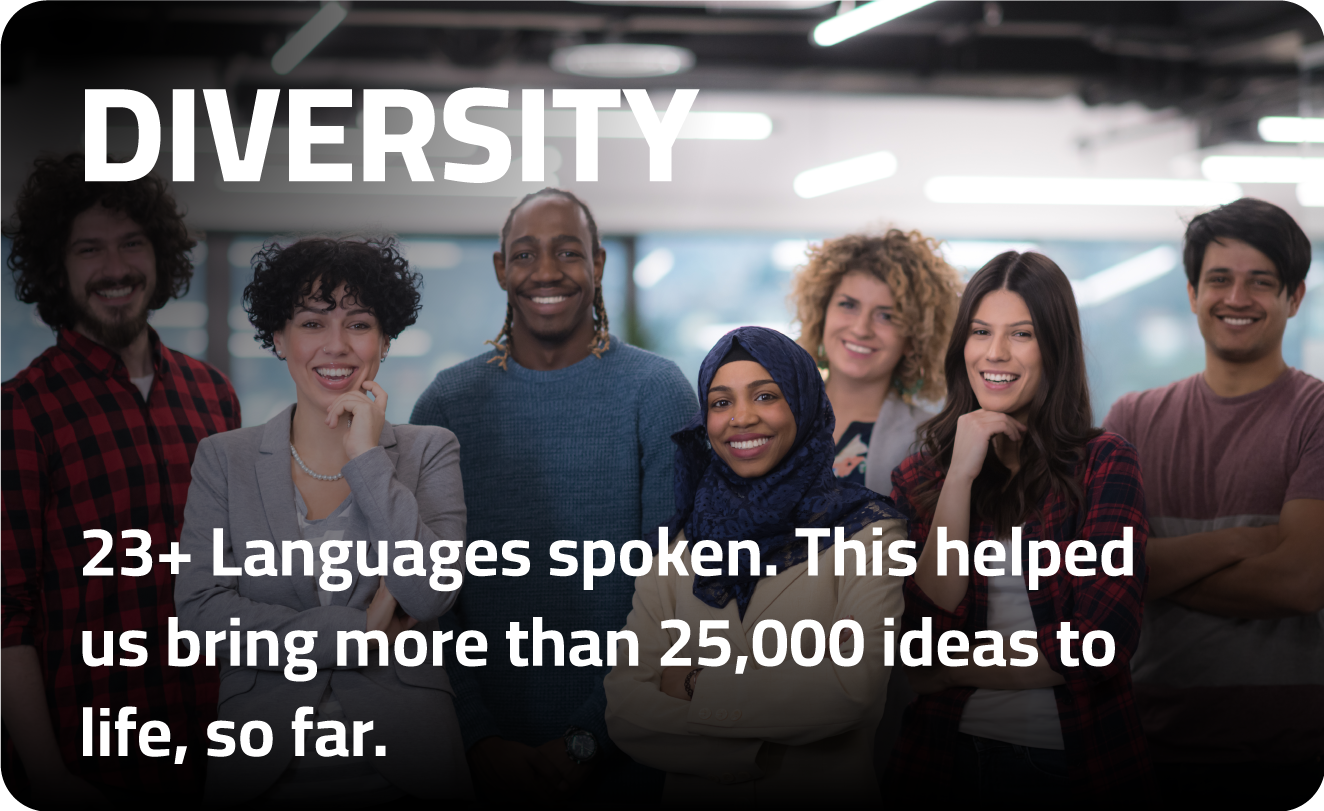 DIVERSITY
23+ Languages spoken. This helped
us bring more than 25,000 ideas to
life, so far.